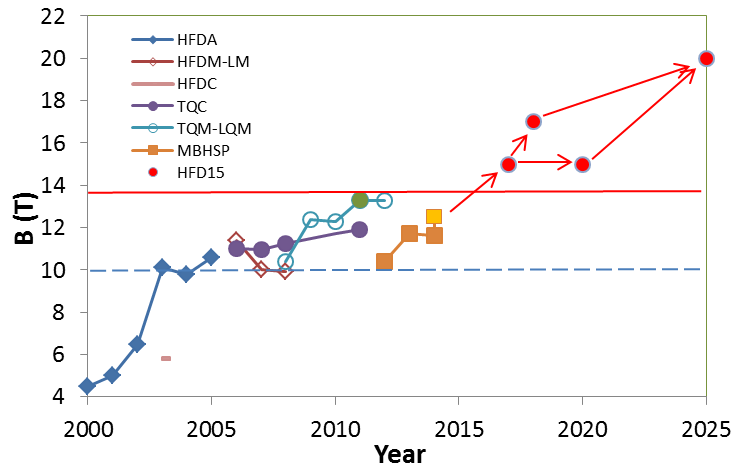 22
20
18
16
14
12
10
8
6
4
B (T)
HFDA
HFDM-LM
HFDC
TQC
TQM-LQM
MBHSP
HFD15
2000 2005 2010 2015 2020 2025
Year